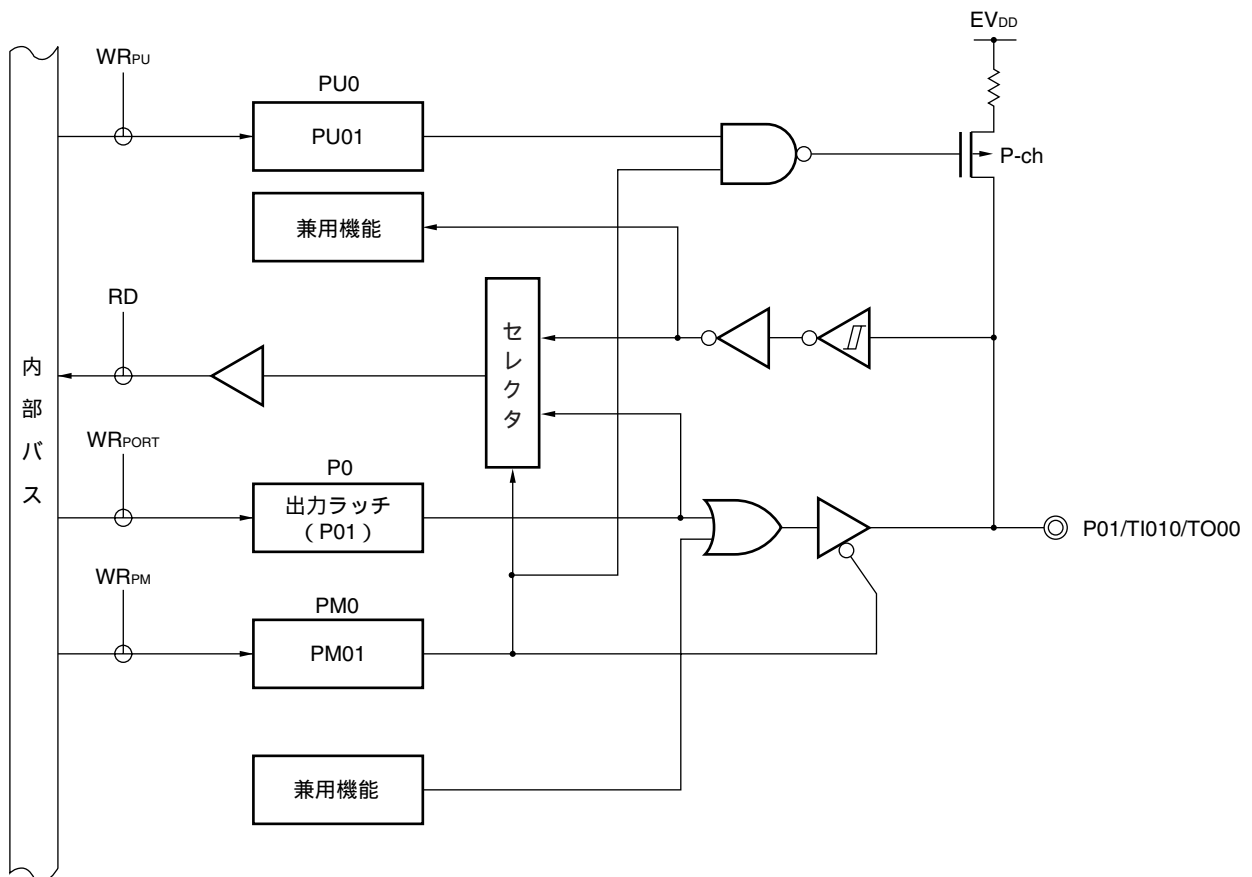 EVDD
WRPU
PU0
PU01
P-ch
兼用機能
RD
セレクタ
内部バス
WRPORT
P0
出力ラッチ
（P01）
P01/TI010/TO00
WRPM
PM0
PM01
兼用機能